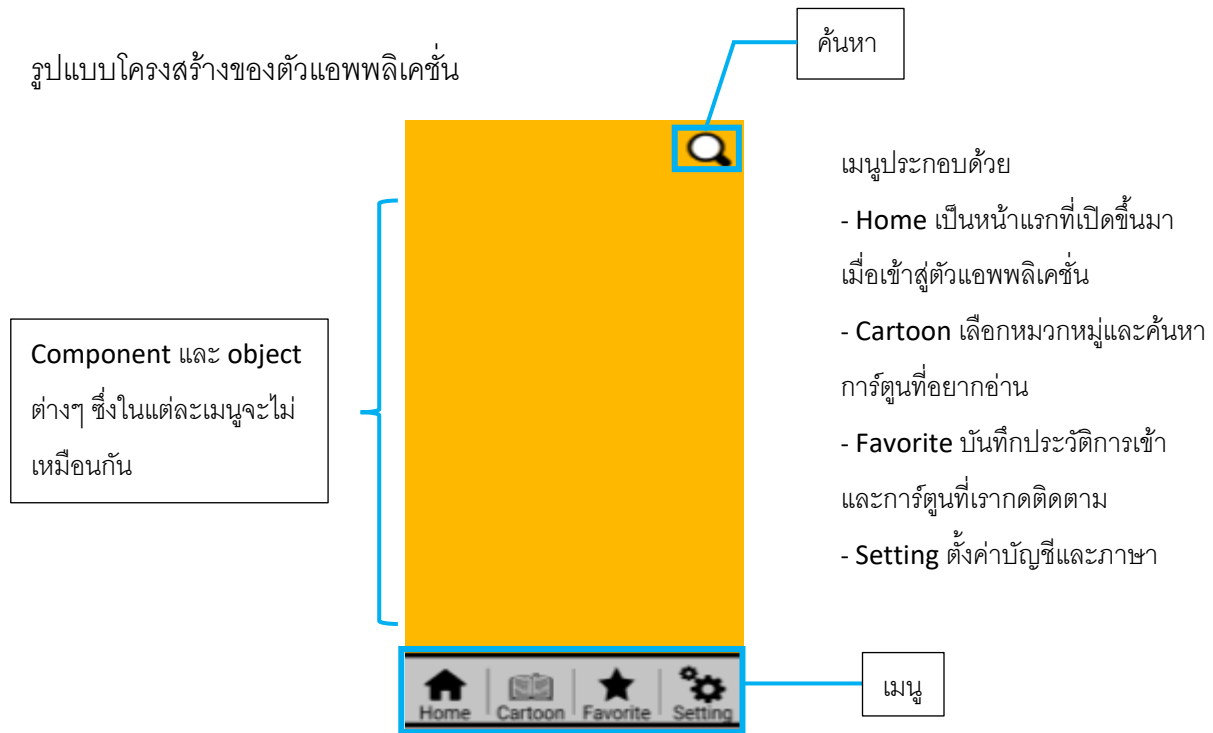 ค้นหา
รูปแบบโครงสร้างของตัวแอพพลิเคชั่น
เมนูประกอบด้วย
- Home เป็นหน้าแรกที่เปิดขึ้นมา
เมื่อเข้าสู่ตัวแอพพลิเคชั่น
- Cartoon เลือกหมวกหมู่และค้นหา
การ์ตูนที่อยากอ่าน
- Favorite บันทึกประวัติการเข้า
และการ์ตูนที่เรากดติดตาม
- Setting ตั้งค่าบัญชีและภาษา
Component และ object
ต่างๆ ซึ่งในแต่ละเมนูจะไม่
เหมือนกัน
Home Cartoon Favorite Setting
เมนู